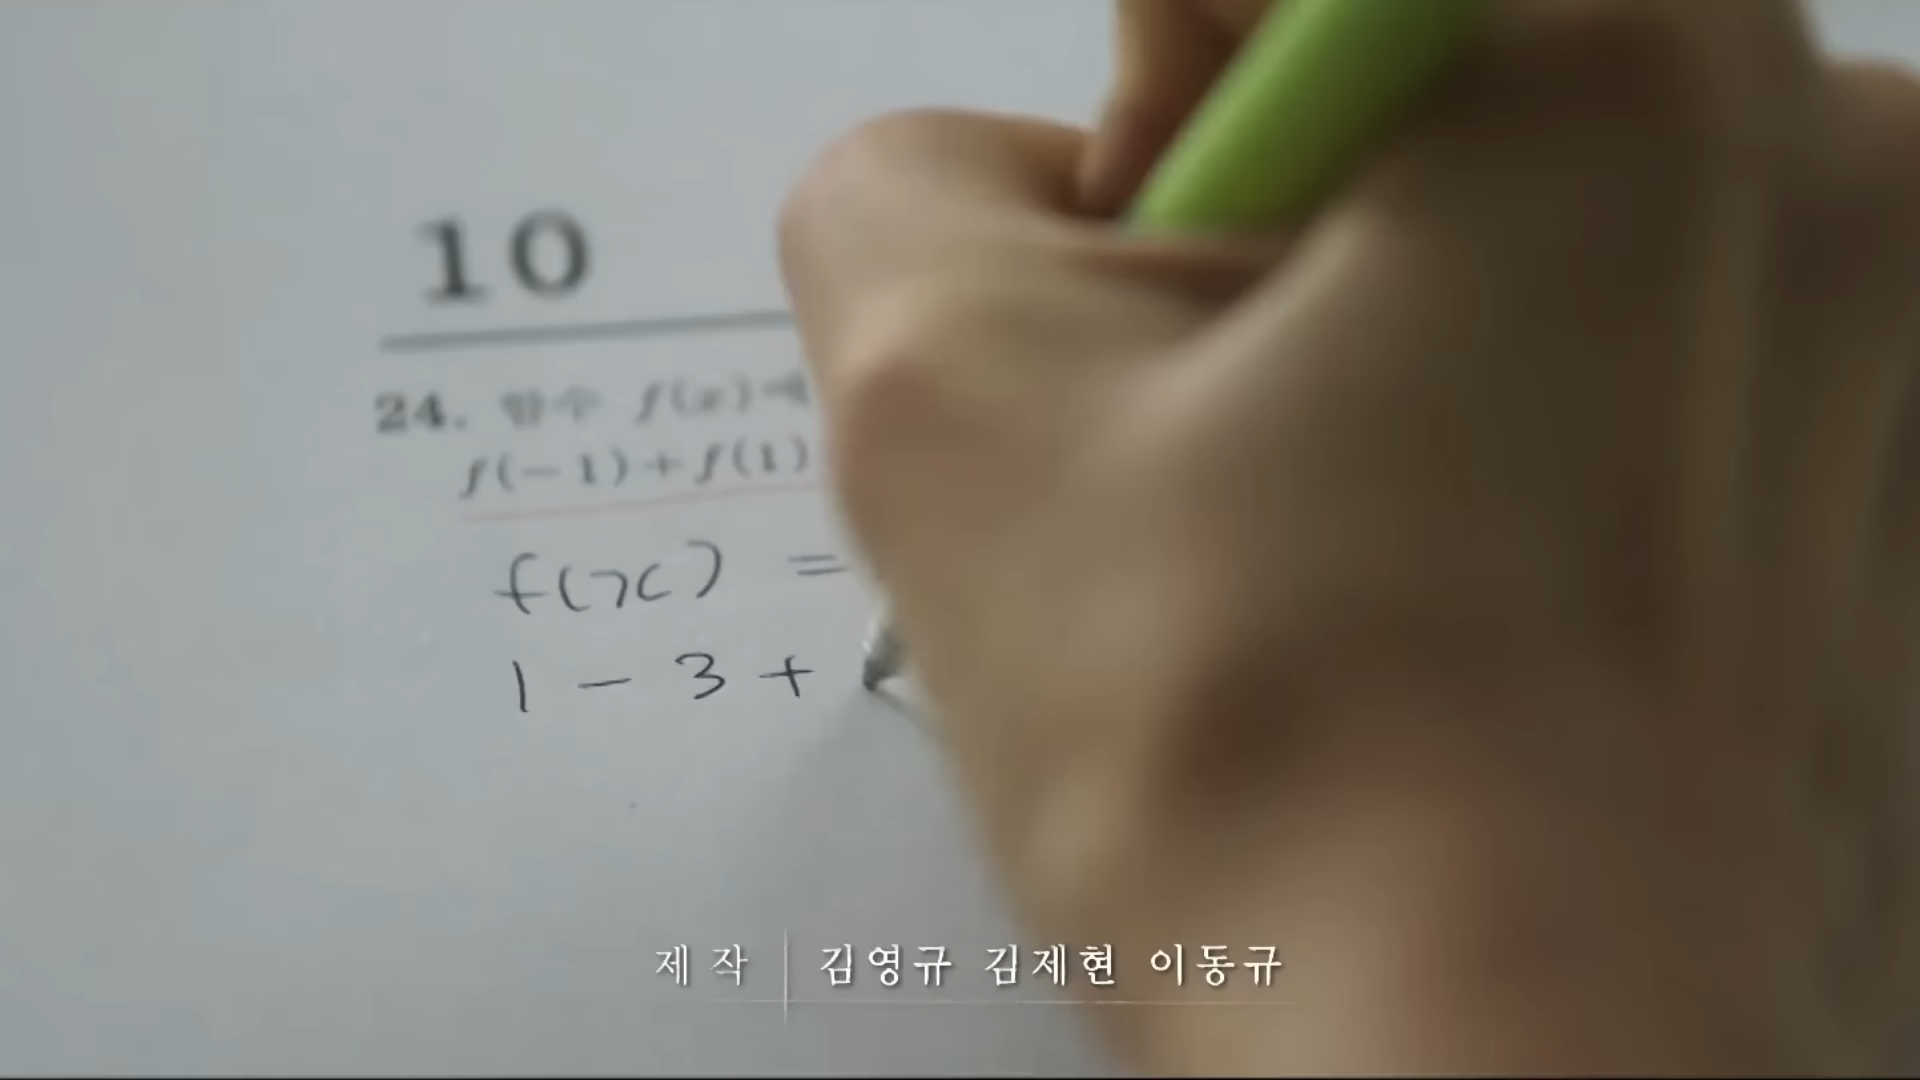 10
24. 함수 f(x)에
f(-1)+f(1)
f(x) =
1 - 3 +
제작 김영규 김제현 이동규